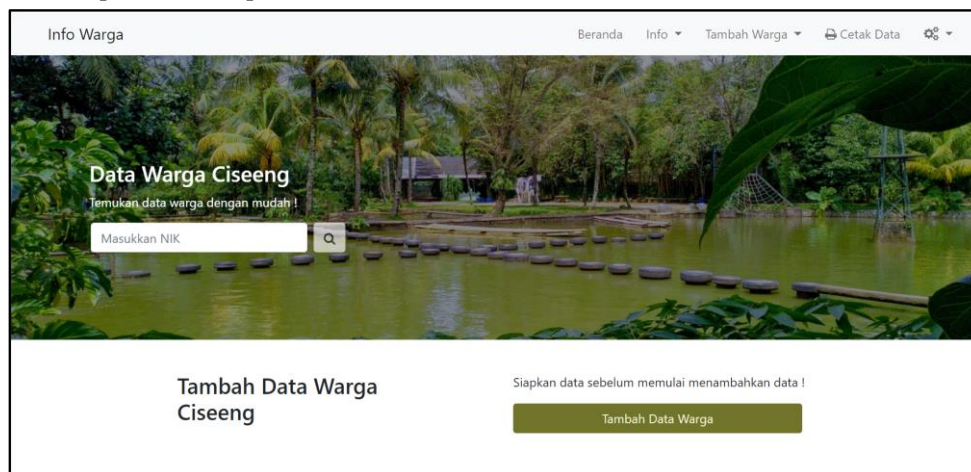 Info Warga
Beranda Info Tambah Warga Cetak Data
Data Warga Ciseeng
Temukan data warga dengan mudah !
Masukkan NIK
Tambah Data Warga
Ciseeng
Siapkan data sebelum memulai menambahkan data !
Tambah Data Warga